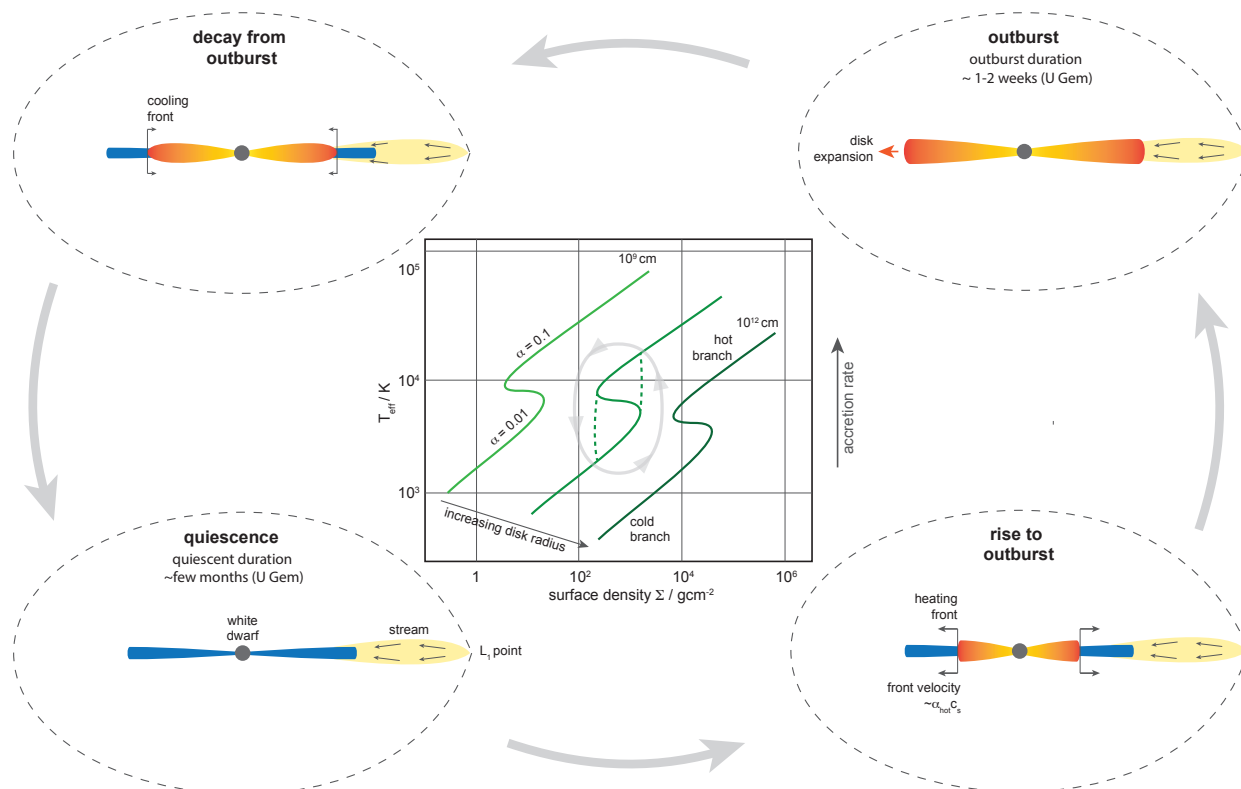 decay from
outburst
cooling
front
outburst
outburst duration
~ 1-2 weeks (U Gem)
disk
expansion
10⁵
10⁴
10³
T_eff / K
10⁹ cm
α = 0.1
α = 0.01
10¹² cm
hot
branch
cold
branch
increasing disk radius
1
10²
10⁴
10⁶
surface density Σ / gcm⁻²
accretion rate
quiescence
quiescent duration
~few months (U Gem)
white
dwarf
stream
L₁ point
rise to
outburst
heating
front
front velocity
~α_hot c_s